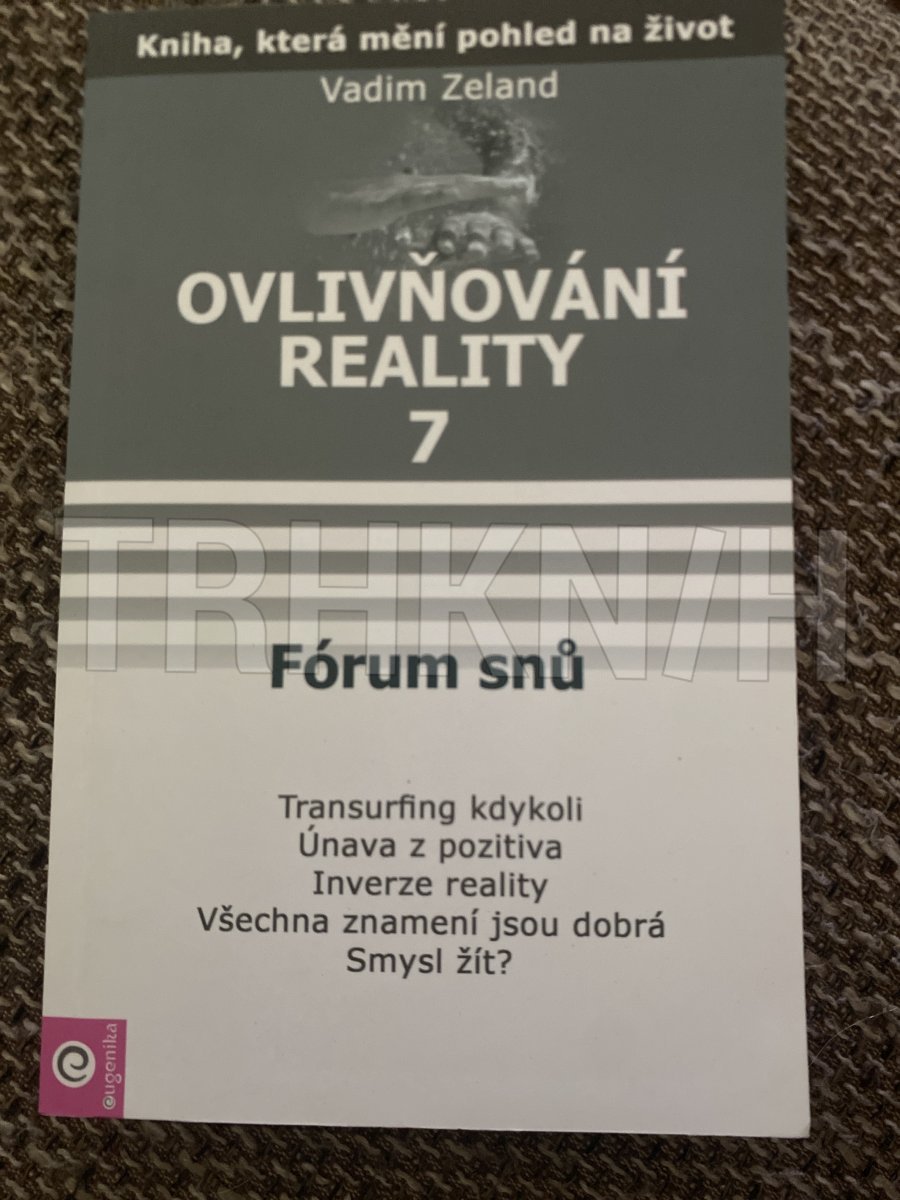 Kniha, která mění pohled na život
Vadim Zeland
OVLIVŇOVÁNÍ
REALITY
7
TRHKNIH
Fórum snů
Transurfing kdykoli
Únava z pozitiva
Inverze reality
Všechna znamení jsou dobrá
Smysl žít?
eugenika